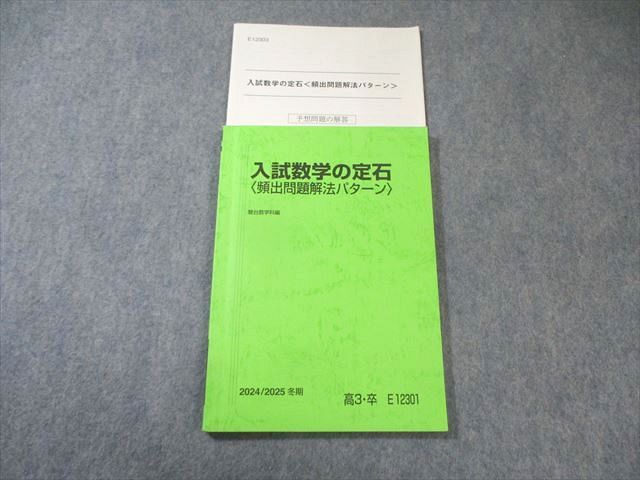 E12303
入試数学の定石＜頻出問題解法パターン＞
予想問題の解答
入試数学の定石
〈頻出問題解法パターン〉
駿台数学科編
2024/2025 冬期
高3・卒 E12301